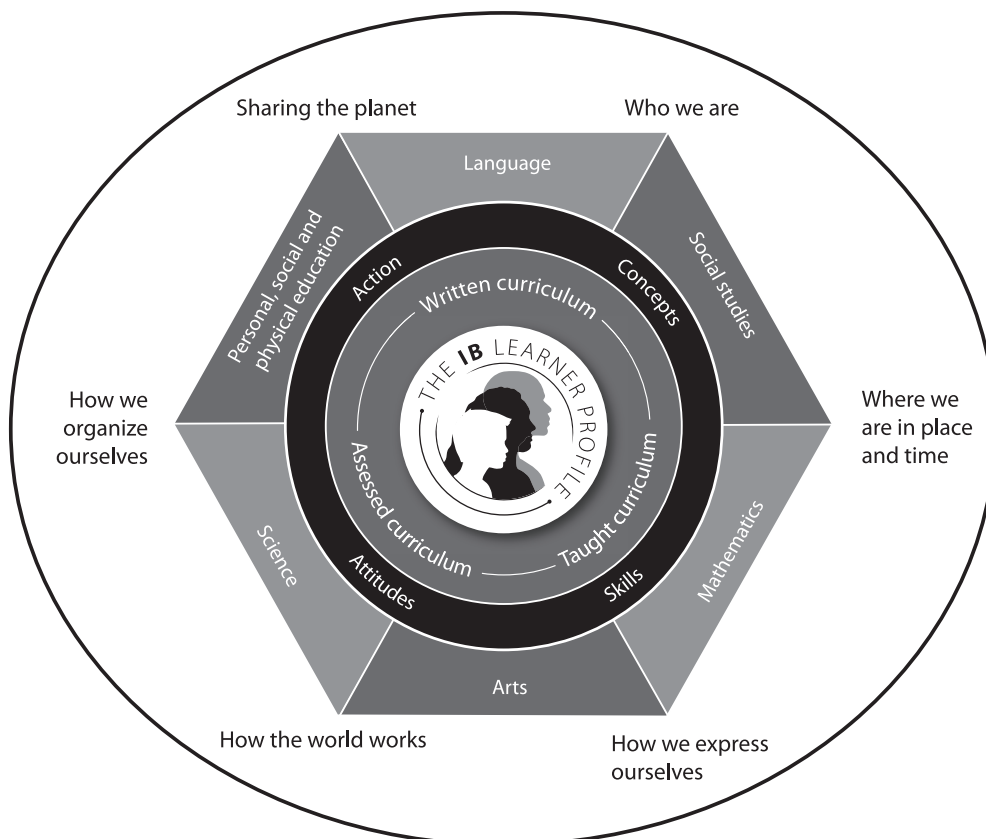 Sharing the planet
Who we are
Language
Personal, social and
physical education
Social studies
Action
Concepts
Written curriculum
THE IB LEARNER PROFILE
How we
organize
ourselves
Where we
are in place
and time
Assessed curriculum
Taught curriculum
Science
Mathematics
Attitudes
Skills
Arts
How the world works
How we express
ourselves